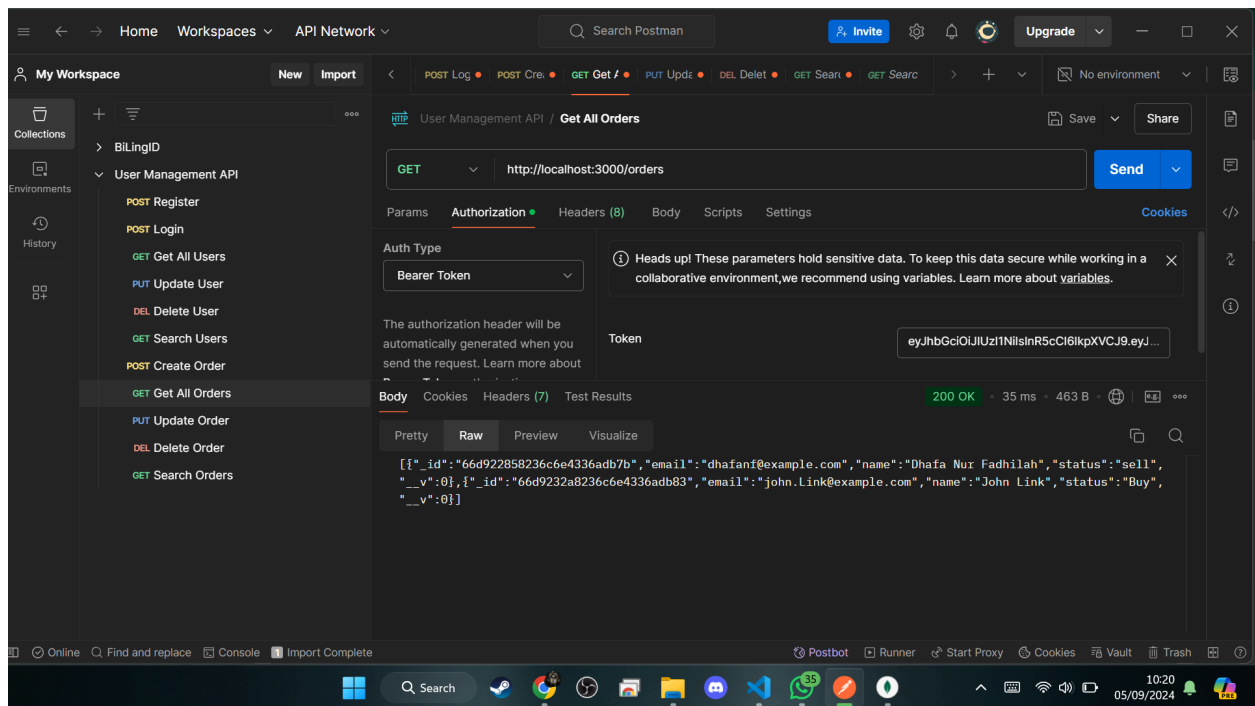 Home Workspaces API Network Search Postman Invite Upgrade
My Workspace New Import POST Log POST Cre GET Get PUT Upda DEL Delet GET Searc GET Searc No environment
Collections
Environments
History
BiLingID
User Management API
POST Register
POST Login
GET Get All Users
PUT Update User
DEL Delete User
GET Search Users
POST Create Order
GET Get All Orders
PUT Update Order
DEL Delete Order
GET Search Orders
HTTP User Management API / Get All Orders Save Share
GET http://localhost:3000/orders Send
Params Authorization Headers (8) Body Scripts Settings Cookies
Auth Type
Bearer Token
The authorization header will be
automatically generated when you
send the request. Learn more about
Heads up! These parameters hold sensitive data. To keep this data secure while working in a
collaborative environment,we recommend using variables. Learn more about variables.
Token eyJhbGciOiJIUzI1NiIsInR5cCI6IkpXVCJ9.eyJ...
Body Cookies Headers (7) Test Results 200 OK 35 ms 463 B e.g.
Pretty Raw Preview Visualize
[{"_id":"66d922858236c6e4336adb7b","email":"dhafanf@example.com","name":"Dhafa Nur Fadhilah","status":"sell",
"__v":0},{"_id":"66d9232a8236c6e4336adb83","email":"john.Link@example.com","name":"John Link","status":"Buy",
"__v":0}]
Online Find and replace Console 1 Import Complete Postbot Runner Start Proxy Cookies Vault Trash
Search 35 10:20
05/09/2024 PRE